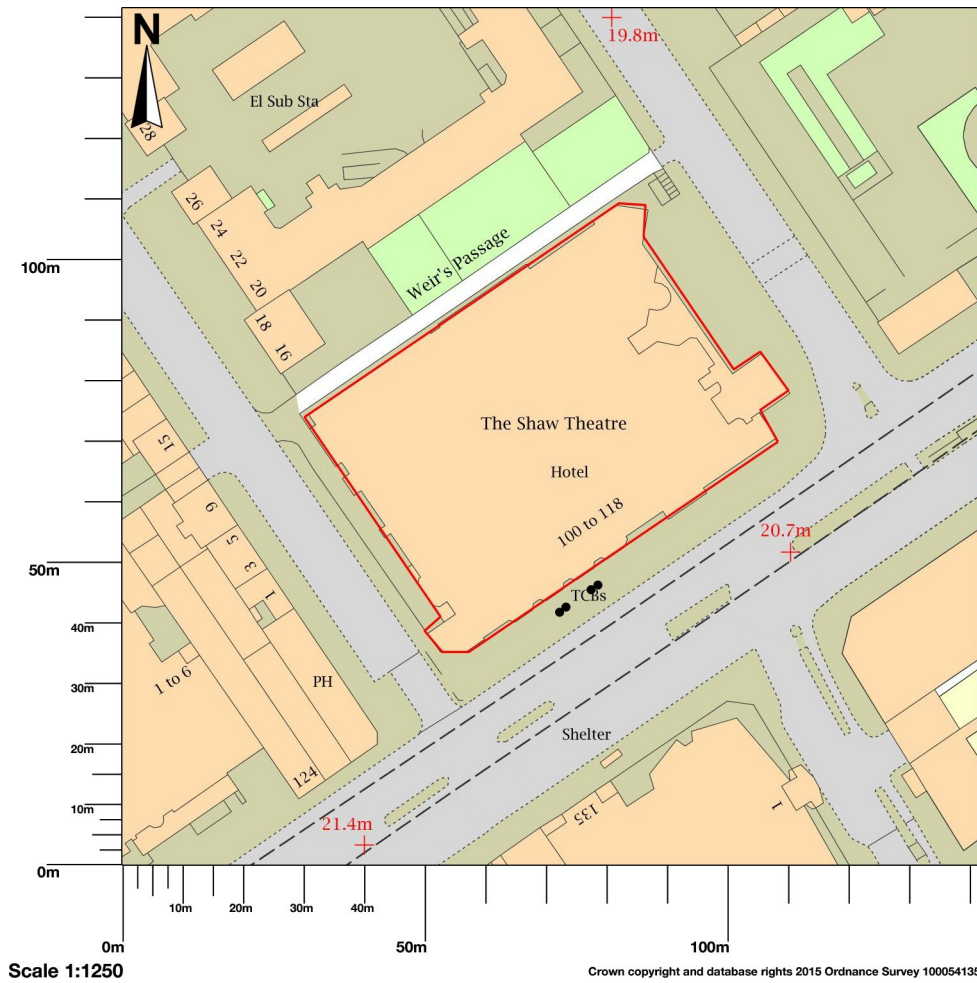 N
19.8m
El Sub Sta
28
26
24
22
20
18
16
Weir's Passage
100m
The Shaw Theatre
Hotel
100 to 118
15
9
5
3
1
20.7m
TCBs
50m
40m
30m
20m
10m
0m
1 to 6
PH
124
Shelter
135
1
21.4m
10m
20m
30m
40m
0m
50m
100m
Scale 1:1250
Crown copyright and database rights 2015 Ordnance Survey 100054135